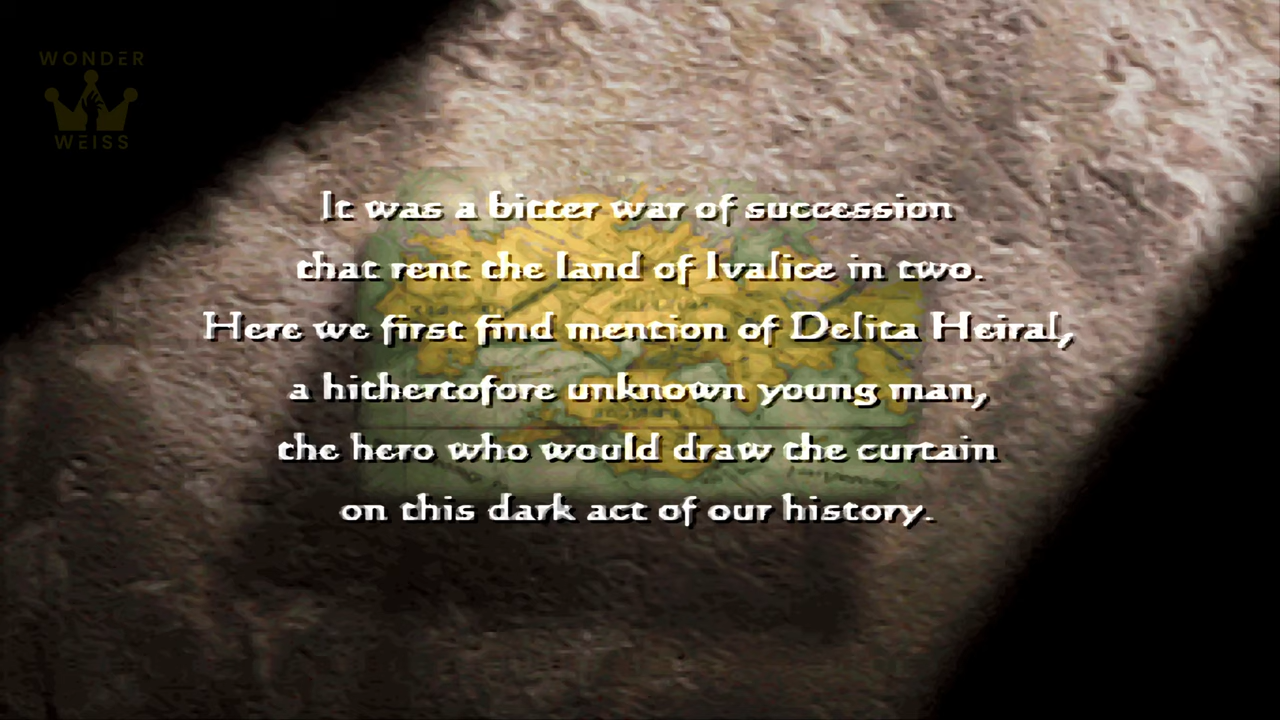 WONDER
WEISS
It was a bitter war of succession
that rent the land of Ivalice in two.
Here we first find mention of Delita Heiral,
a hithertofore unknown young man,
the hero who would draw the curtain
on this dark act of our history.